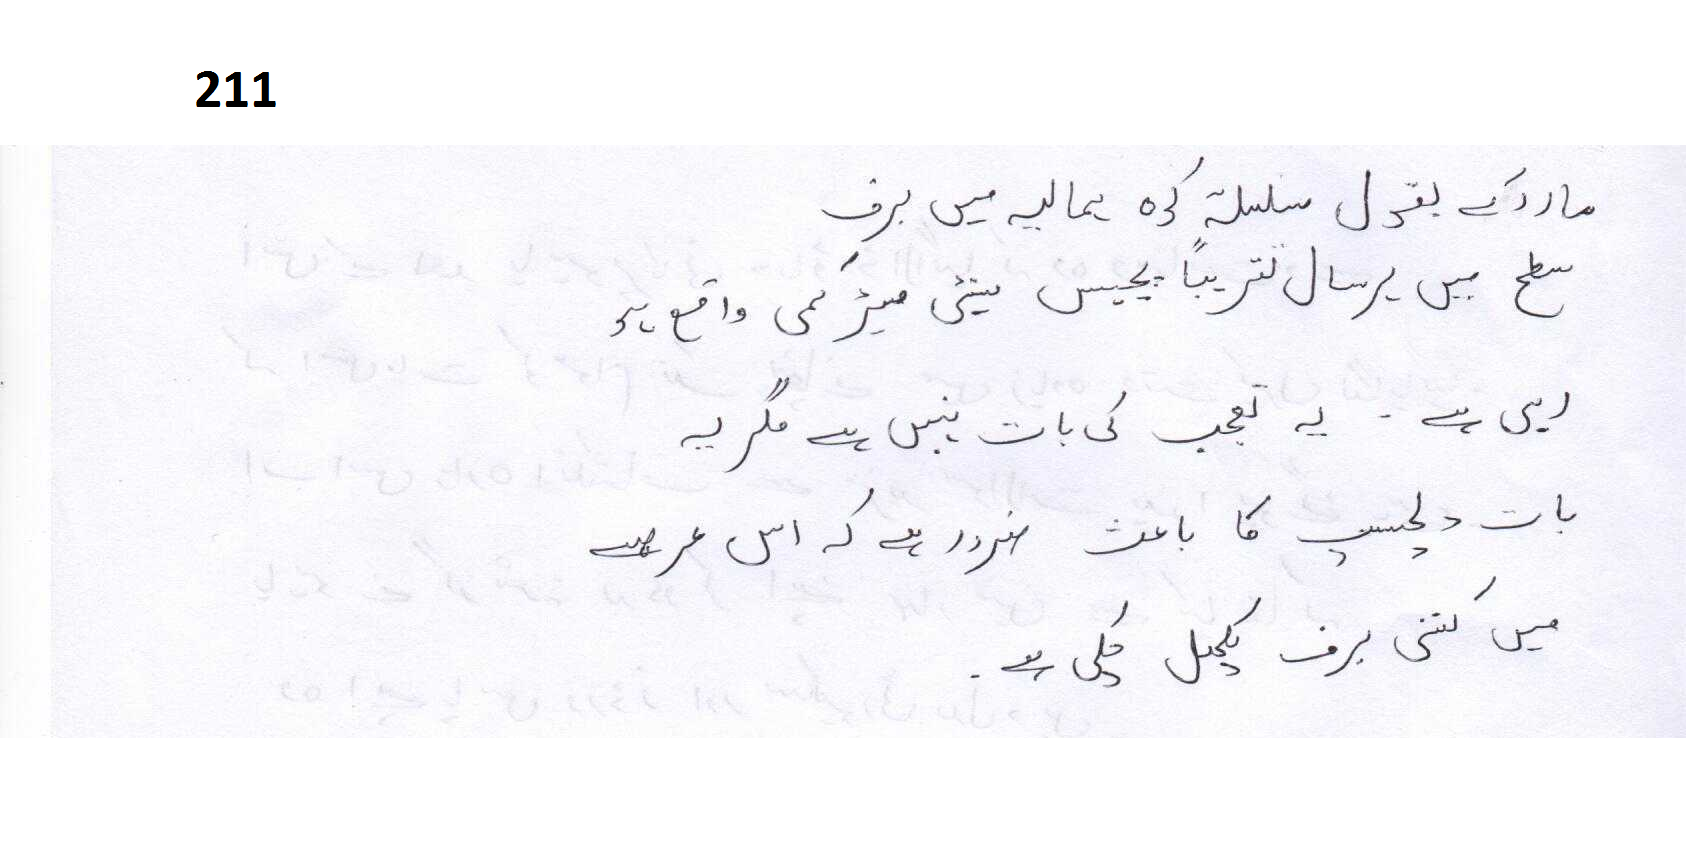 211
مارک کے بقول سلسلۂ کوہ ہمالیہ میں برف
سطح میں ہر سال تقریباً پچیس سینٹی میٹر کمی واقع ہو
رہی ہے ۔ یہ تعجب کی بات نہیں ہے مگر یہ
بات دلچسپی کا باعث ضرور ہے کہ اس عرصے
میں کتنی برف پگھل چکی ہے ۔